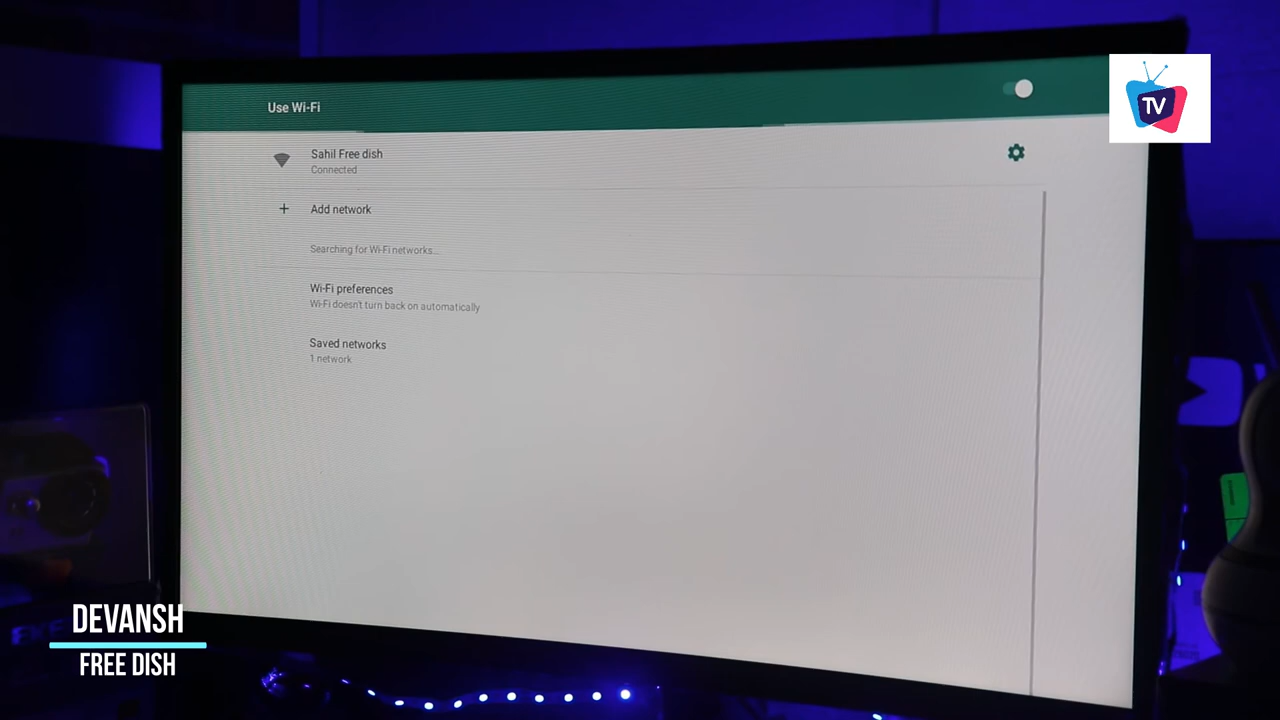 Use Wi-Fi
Sahil Free dish
Connected
Add network
Searching for Wi-Fi networks...
Wi-Fi preferences
Wi-Fi doesn't turn back on automatically
Saved networks
1 network
TV
DEVANSH
FREE DISH